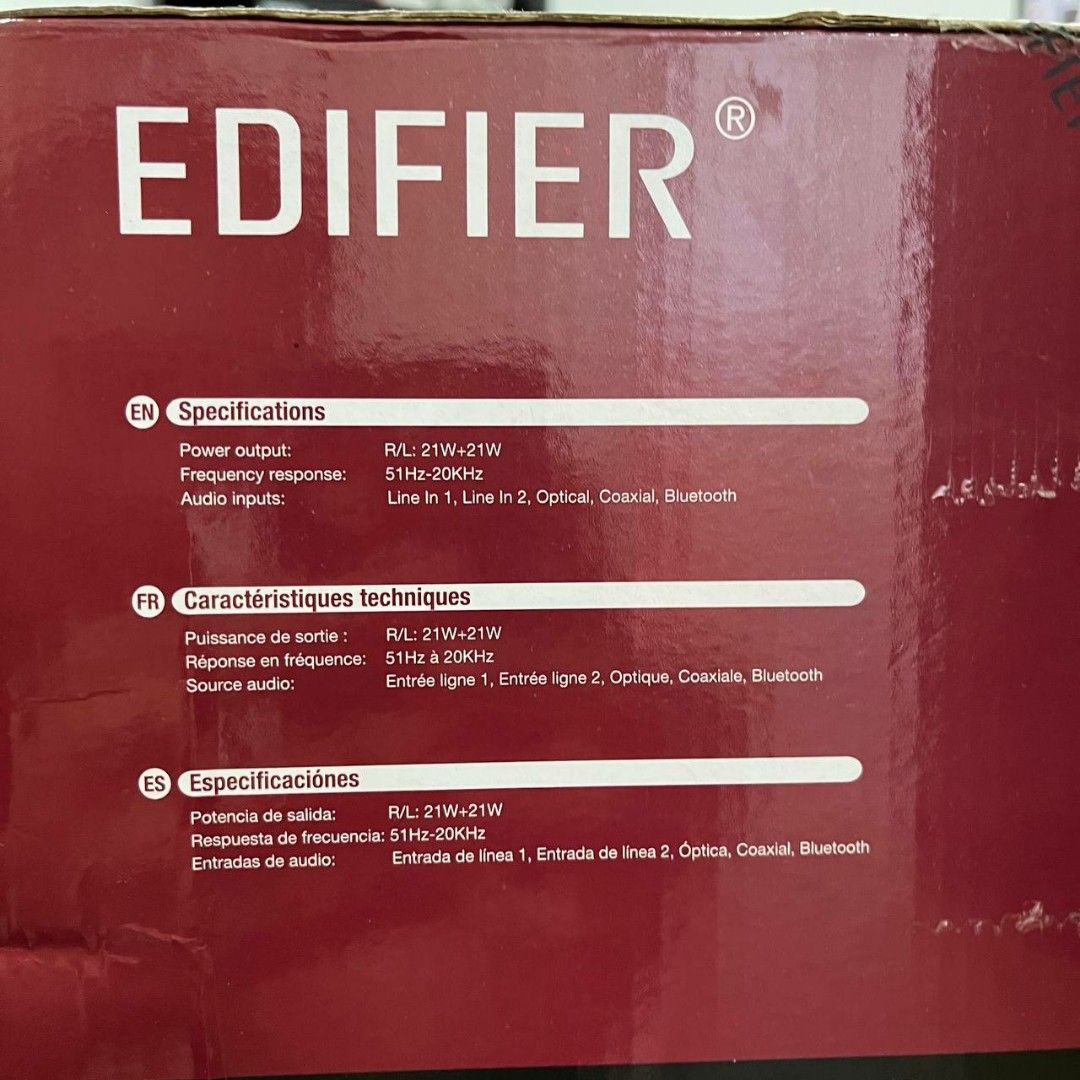 EDIFIER®
EN Specifications
Power output: R/L: 21W+21W
Frequency response: 51Hz-20KHz
Audio inputs: Line In 1, Line In 2, Optical, Coaxial, Bluetooth
FR Caractéristiques techniques
Puissance de sortie : R/L: 21W+21W
Réponse en fréquence: 51Hz à 20KHz
Source audio: Entrée ligne 1, Entrée ligne 2, Optique, Coaxiale, Bluetooth
ES Especificaciónes
Potencia de salida: R/L: 21W+21W
Respuesta de frecuencia: 51Hz-20KHz
Entradas de audio: Entrada de línea 1, Entrada de línea 2, Óptica, Coaxial, Bluetooth